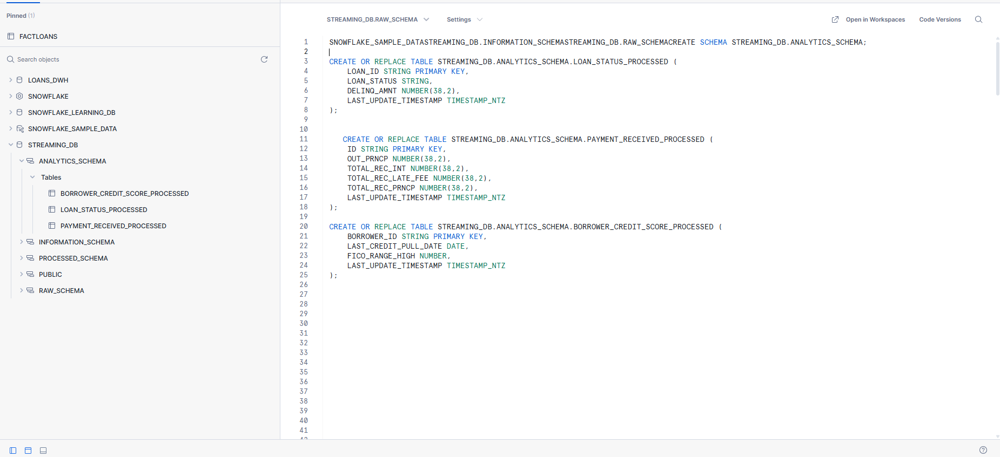 Pinned (1)
FACTLOANS
Search objects
LOANS_DWH
SNOWFLAKE
SNOWFLAKE_LEARNING_DB
SNOWFLAKE_SAMPLE_DATA
STREAMING_DB
ANALYTICS_SCHEMA
Tables
BORROWER_CREDIT_SCORE_PROCESSED
LOAN_STATUS_PROCESSED
PAYMENT_RECEIVED_PROCESSED
INFORMATION_SCHEMA
PROCESSED_SCHEMA
PUBLIC
RAW_SCHEMA
STREAMING_DB.RAW_SCHEMA Settings Open in Workspaces Code Versions
1 SNOWFLAKE_SAMPLE_DATASTREAMING_DB.INFORMATION_SCHEMASTREAMING_DB.RAW_SCHEMACREATE SCHEMA STREAMING_DB.ANALYTICS_SCHEMA;
2
3 CREATE OR REPLACE TABLE STREAMING_DB.ANALYTICS_SCHEMA.LOAN_STATUS_PROCESSED (
4 LOAN_ID STRING PRIMARY KEY,
5 LOAN_STATUS STRING,
6 DELINQ_AMNT NUMBER(38,2),
7 LAST_UPDATE_TIMESTAMP TIMESTAMP_NTZ
8 );
9
10
11 CREATE OR REPLACE TABLE STREAMING_DB.ANALYTICS_SCHEMA.PAYMENT_RECEIVED_PROCESSED (
12 ID STRING PRIMARY KEY,
13 OUT_PRNCP NUMBER(38,2),
14 TOTAL_REC_INT NUMBER(38,2),
15 TOTAL_REC_LATE_FEE NUMBER(38,2),
16 TOTAL_REC_PRNCP NUMBER(38,2),
17 LAST_UPDATE_TIMESTAMP TIMESTAMP_NTZ
18 );
19
20 CREATE OR REPLACE TABLE STREAMING_DB.ANALYTICS_SCHEMA.BORROWER_CREDIT_SCORE_PROCESSED (
21 BORROWER_ID STRING PRIMARY KEY,
22 LAST_CREDIT_PULL_DATE DATE,
23 FICO_RANGE_HIGH NUMBER,
24 LAST_UPDATE_TIMESTAMP TIMESTAMP_NTZ
25 );
26
27
28
29
30
31
32
33
34
35
36
37
38
39
40
41